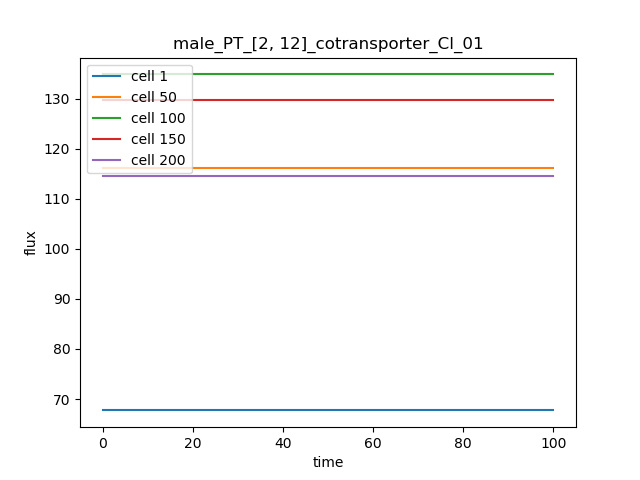 male_PT_[2, 12]_cotransporter_Cl_01
cell 1
cell 50
cell 100
cell 150
cell 200
130
120
110
100
90
80
70
flux
0 20 40 60 80 100
time